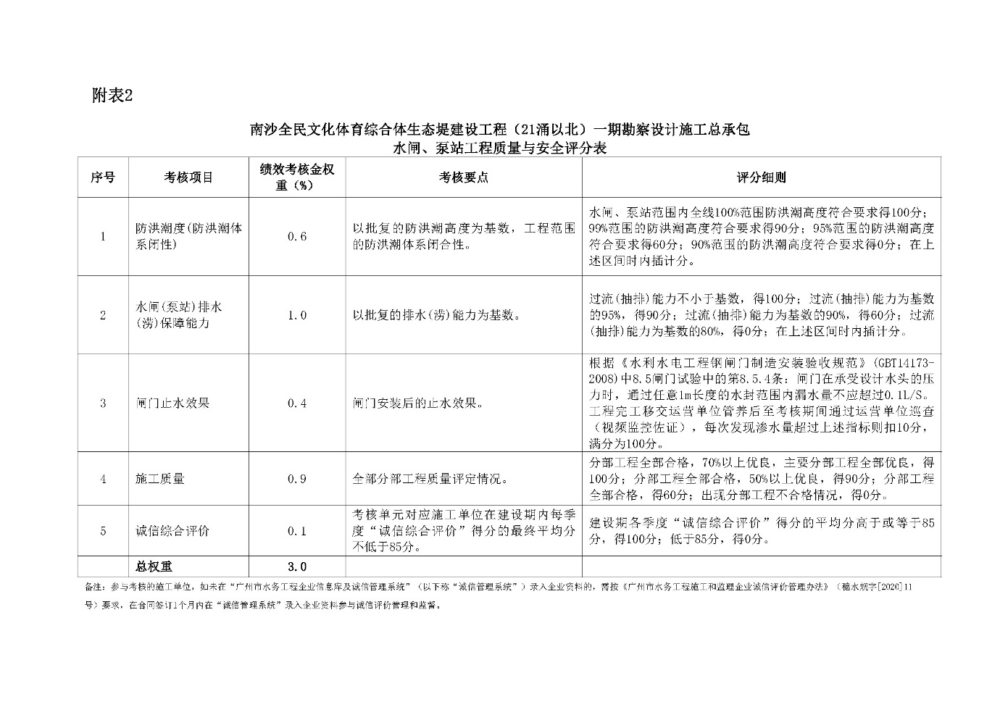 附表2
南沙全民文化体育综合体生态堤建设工程（21涌以北）一期勘察设计施工总承包
水闸、泵站工程质量与安全评分表
序号
考核项目
绩效考核金权
重（%）
考核要点
评分细则
1
防洪潮度(防洪潮体
系闭性)
0.6
以批复的防洪潮高度为基数，工程范围
的防洪潮体系闭合性。
水闸、泵站范围内全线100%范围防洪潮高度符合要求得100分；
99%范围的防洪潮高度符合要求得90分；95%范围的防洪潮高度
符合要求得60分；90%范围的防洪潮高度符合要求得0分；在上
述区间时内插计分。
2
水闸(泵站)排水
(涝)保障能力
1.0
以批复的排水(涝)能力为基数。
过流(抽排)能力不小于基数，得100分；过流(抽排)能力为基数
的95%，得90分；过流(抽排)能力为基数的90%，得60分；过流
(抽排)能力为基数的80%，得0分；在上述区间时内插计分。
3
闸门止水效果
0.4
闸门安装后的止水效果。
根据《水利水电工程钢闸门制造安装验收规范》(GBT14173-
2008)中8.5闸门试验中的第8.5.4条：闸门在承受设计水头的压
力时，通过任意1m长度的水封范围内漏水量不应超过0.1L/S。
工程完工移交运营单位管养后至考核期间通过运营单位巡查
（视频监控佐证），每次发现渗水量超过上述指标则扣10分，
满分为100分。
4
施工质量
0.9
全部分部工程质量评定情况。
分部工程全部合格，70%以上优良，主要分部工程全部优良，得
100分；分部工程全部合格，50%以上优良，得90分；分部工程
全部合格，得60分；出现分部工程不合格情况，得0分。
5
诚信综合评价
0.1
考核单元对应施工单位在建设期内每季
度“诚信综合评价”得分的最终平均分
不低于85分。
建设期各季度“诚信综合评价”得分的平均分高于或等于85
分，得100分；低于85分，得0分。
总权重
3.0
备注：参与考核的施工单位，如未在“广州市水务工程企业信息库及诚信管理系统”（以下称“诚信管理系统”）录入企业资料的，需按《广州市水务工程施工和监理企业诚信评价管理办法》（穗水规字[2020]11
号）要求，在合同签订1个月内在“诚信管理系统”录入企业资料参与诚信评价管理和监督。